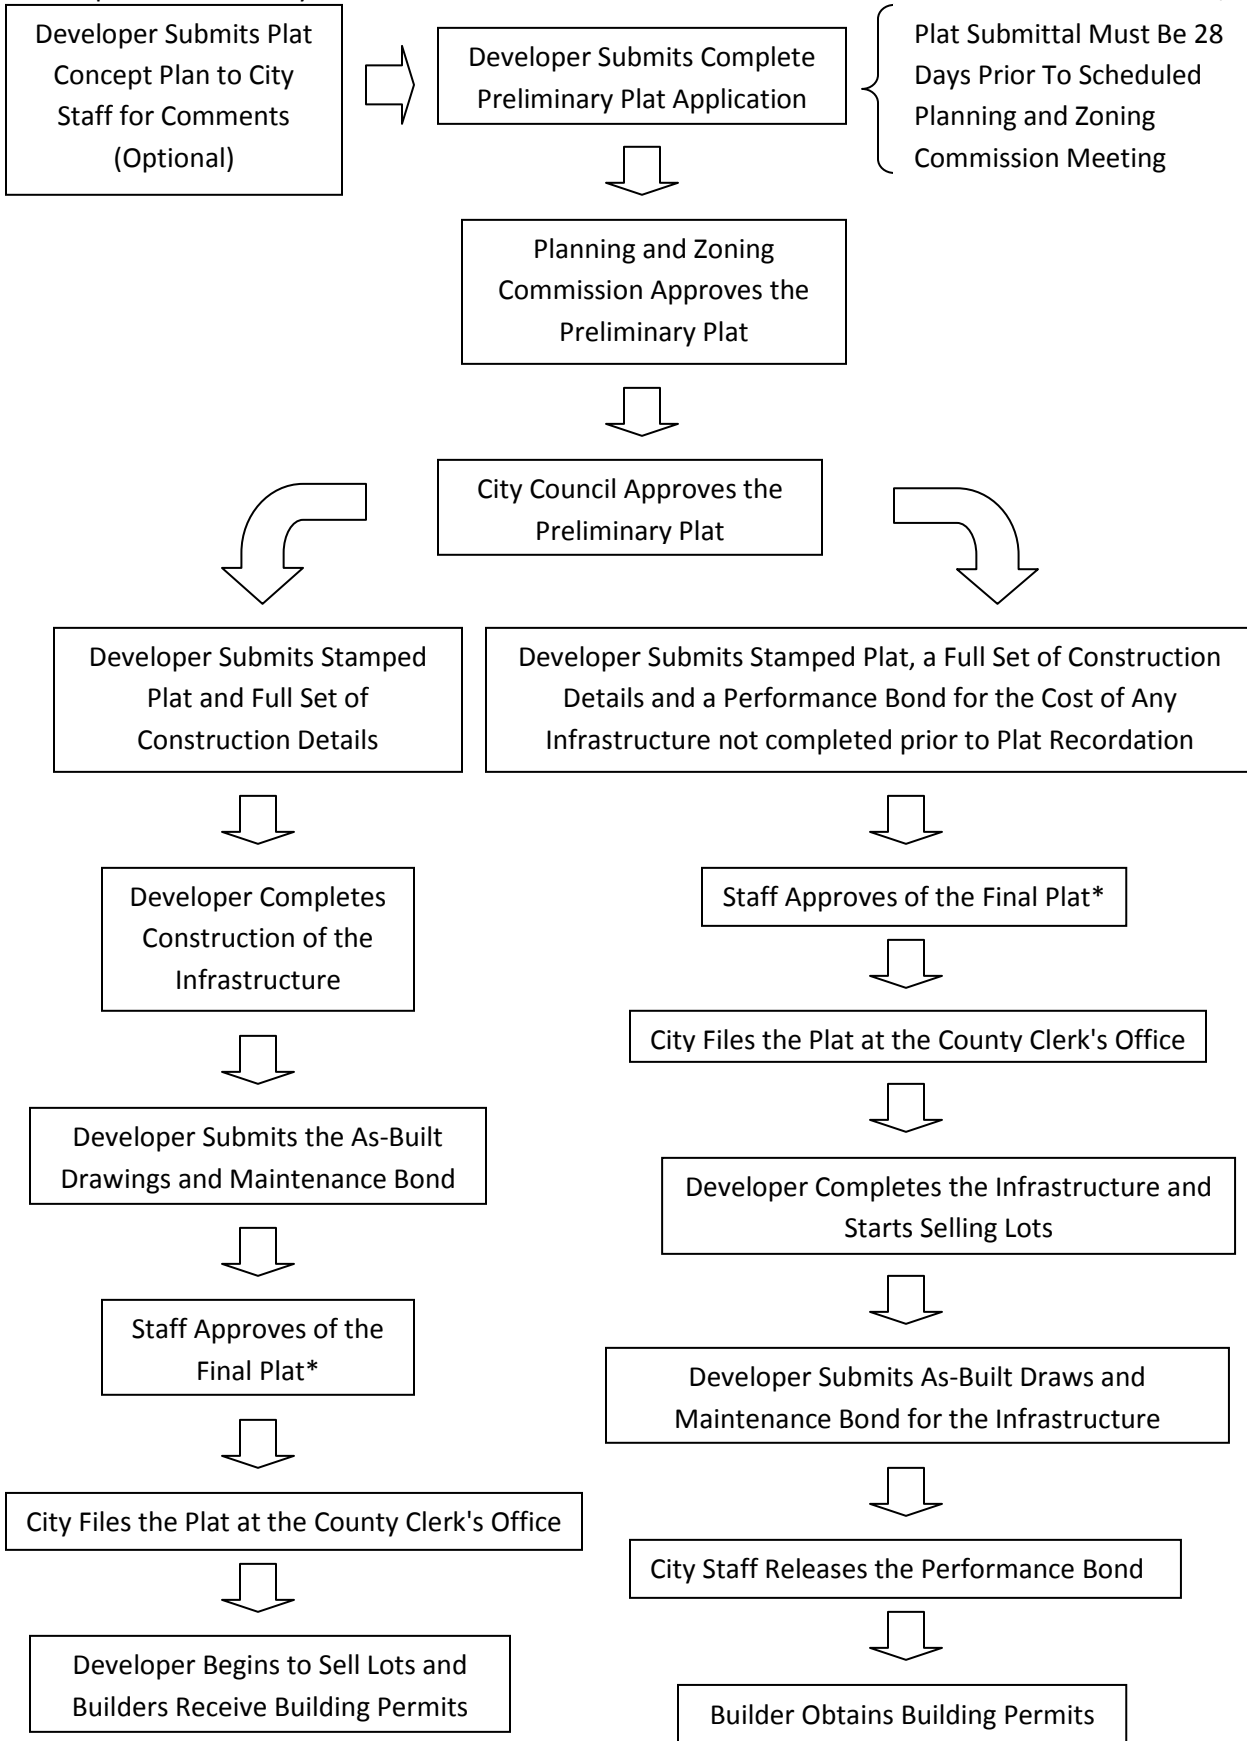 Developer Submits Plat
Concept Plan to City
Staff for Comments
(Optional)
Developer Submits Complete
Preliminary Plat Application
Plat Submittal Must Be 28
Days Prior To Scheduled
Planning and Zoning
Commission Meeting
Planning and Zoning
Commission Approves the
Preliminary Plat
City Council Approves the
Preliminary Plat
Developer Submits Stamped
Plat and Full Set of
Construction Details
Developer Completes
Construction of the
Infrastructure
Developer Submits the As-Built
Drawings and Maintenance Bond
Staff Approves of the
Final Plat*
City Files the Plat at the County Clerk's Office
Developer Begins to Sell Lots and
Builders Receive Building Permits
Developer Submits Stamped Plat, a Full Set of Construction
Details and a Performance Bond for the Cost of Any
Infrastructure not completed prior to Plat Recordation
Staff Approves of the Final Plat*
City Files the Plat at the County Clerk's Office
Developer Completes the Infrastructure and
Starts Selling Lots
Developer Submits As-Built Draws and
Maintenance Bond for the Infrastructure
City Staff Releases the Performance Bond
Builder Obtains Building Permits